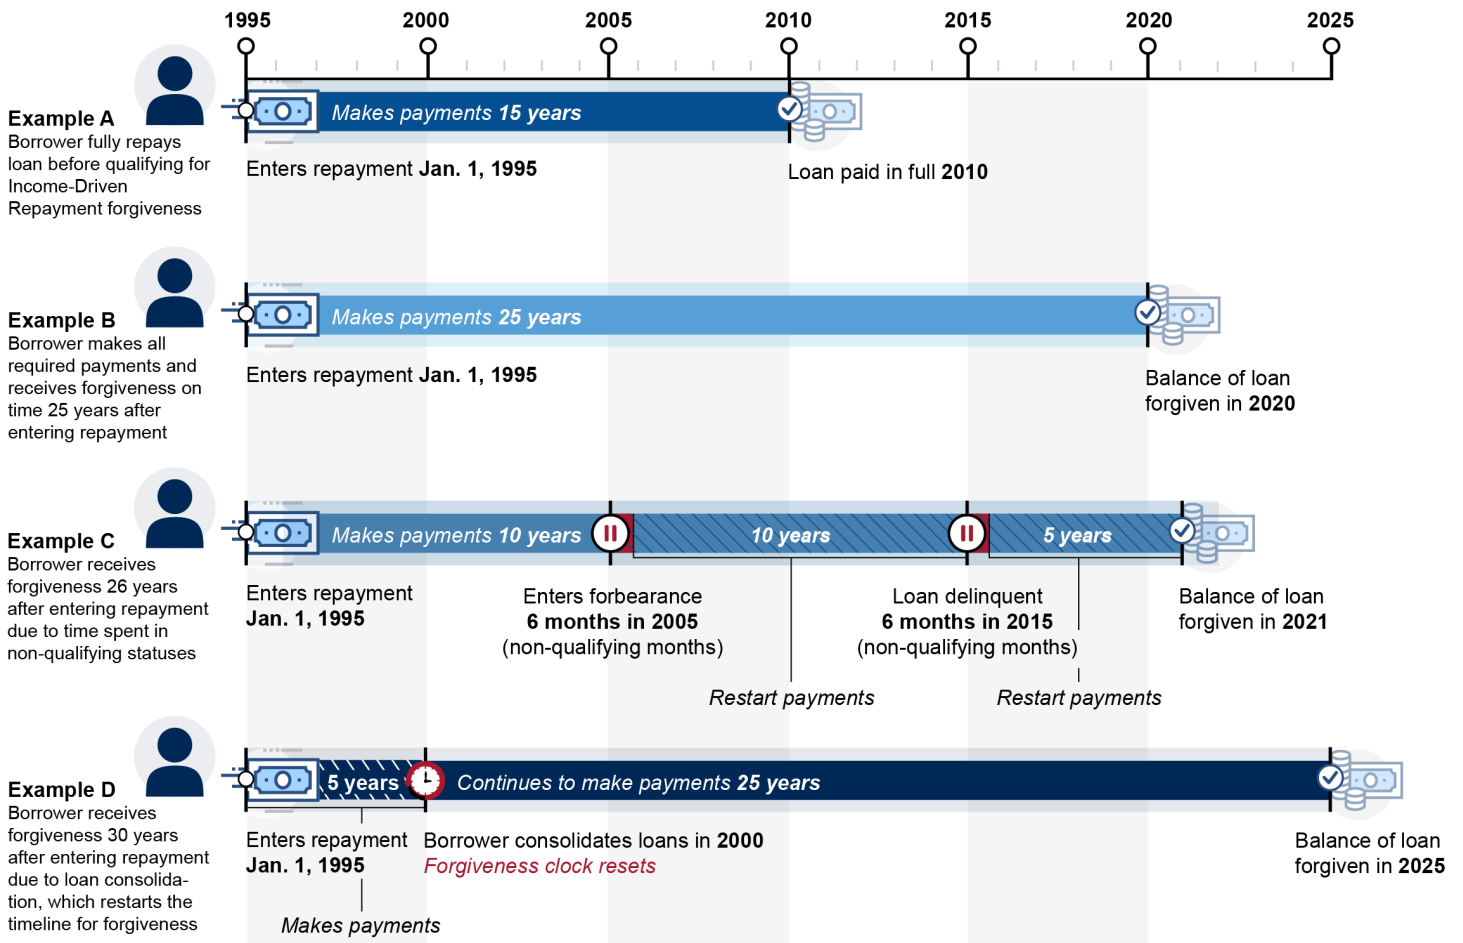 1995 2000 2005 2010 2015 2020 2025
Example A
Borrower fully repays
loan before qualifying for
Income-Driven
Repayment forgiveness
Makes payments 15 years
Enters repayment Jan. 1, 1995
Loan paid in full 2010
Example B
Borrower makes all
required payments and
receives forgiveness on
time 25 years after
entering repayment
Makes payments 25 years
Enters repayment Jan. 1, 1995
Balance of loan
forgiven in 2020
Example C
Borrower receives
forgiveness 26 years
after entering repayment
due to time spent in
non-qualifying statuses
Makes payments 10 years
10 years
5 years
Enters repayment
Jan. 1, 1995
Enters forbearance
6 months in 2005
(non-qualifying months)
Restart payments
Loan delinquent
6 months in 2015
(non-qualifying months)
Restart payments
Balance of loan
forgiven in 2021
Example D
Borrower receives
forgiveness 30 years
after entering repayment
due to loan consolida-
tion, which restarts the
timeline for forgiveness
5 years
Continues to make payments 25 years
Enters repayment
Jan. 1, 1995
Makes payments
Borrower consolidates loans in 2000
Forgiveness clock resets
Balance of loan
forgiven in 2025